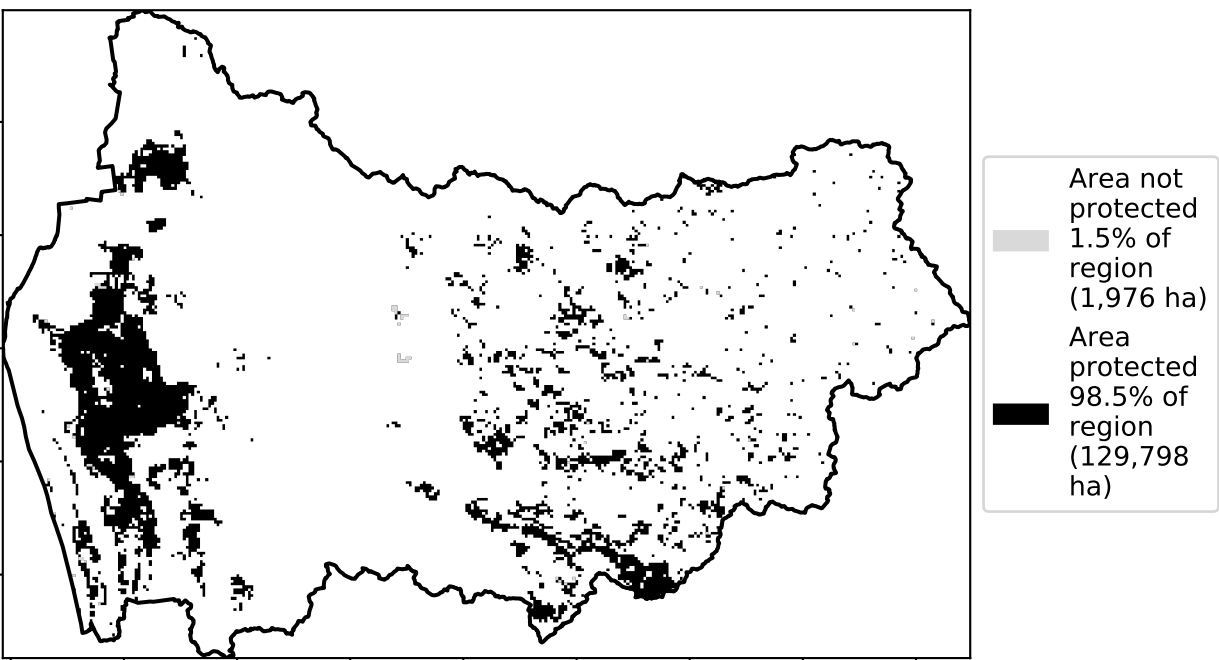 Area not
protected
1.5% of
region
(1,976 ha)
Area
protected
98.5% of
region
(129,798
ha)